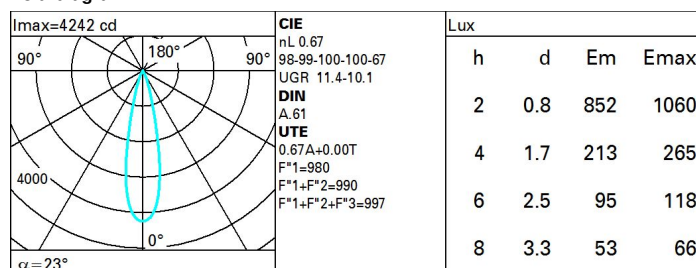 Imax=4242 cd
90° 180° 90°
4000
0°
α=23°
CIE
nL 0.67
98-99-100-100-67
UGR 11.4-10.1
DIN
A.61
UTE
0.67A+0.00T
F"1=980
F"1+F"2=990
F"1+F"2+F"3=997
Lux
h d Em Emax
2 0.8 852 1060
4 1.7 213 265
6 2.5 95 118
8 3.3 53 66